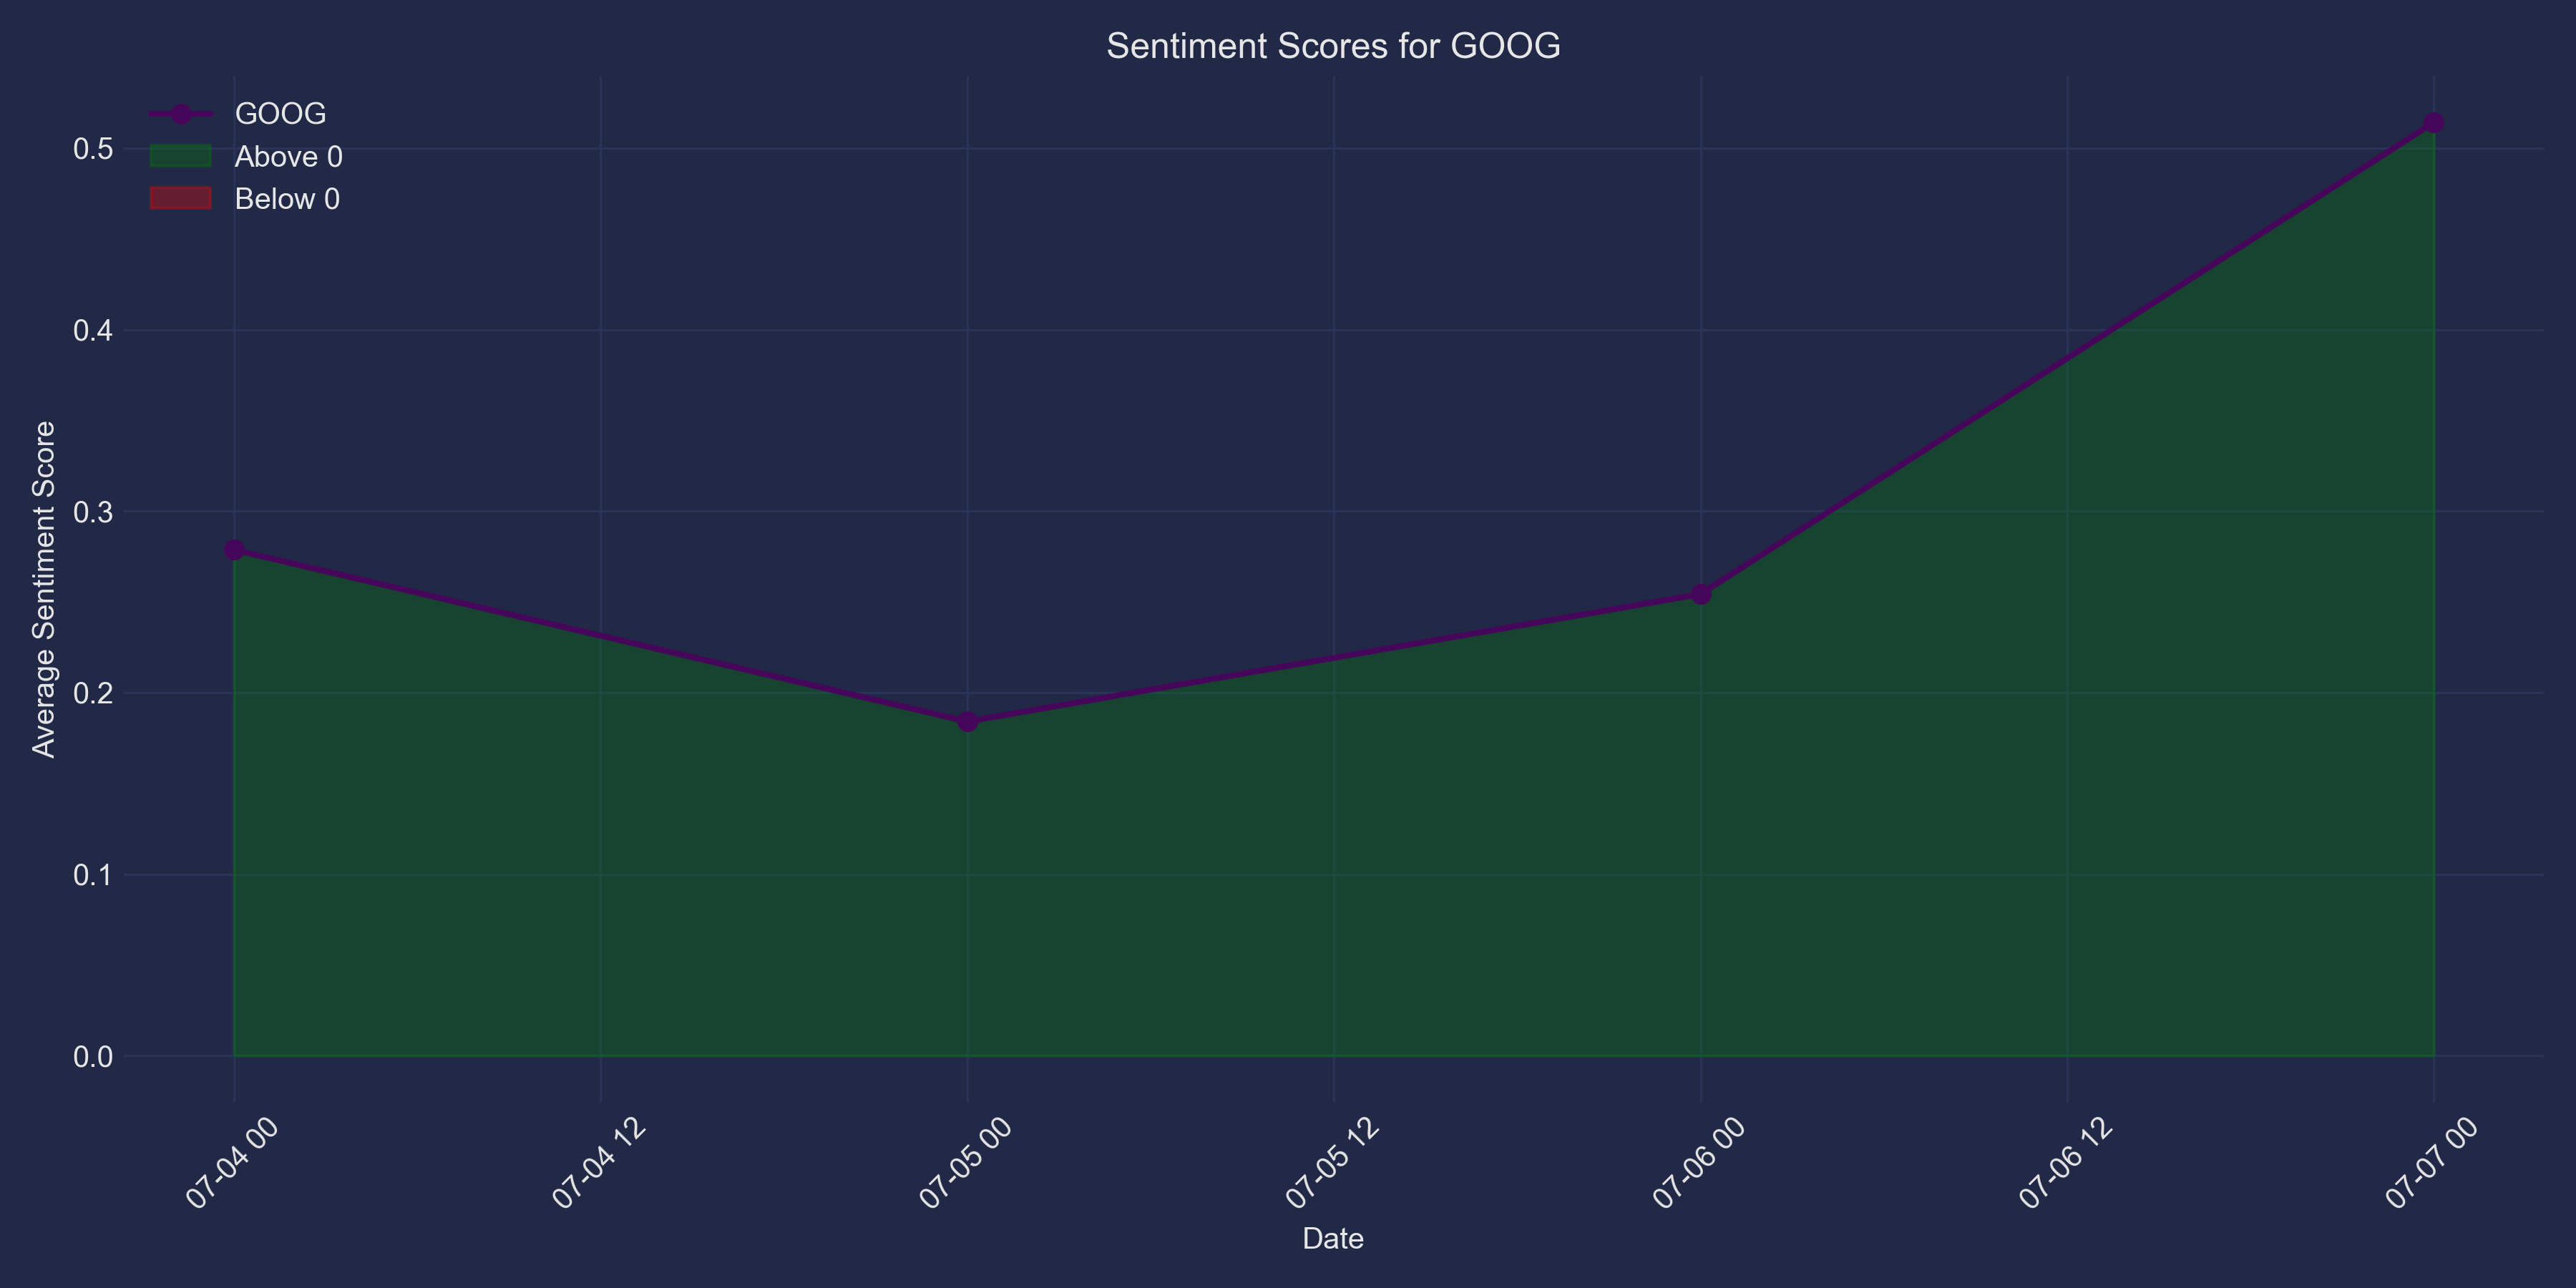 Sentiment Scores for GOOG
GOOG
Above 0
Below 0
0.5
0.4
0.3
0.2
0.1
0.0
Average Sentiment Score
07-04 00
07-04 12
07-05 00
07-05 12
07-06 00
07-06 12
07-07 00
Date